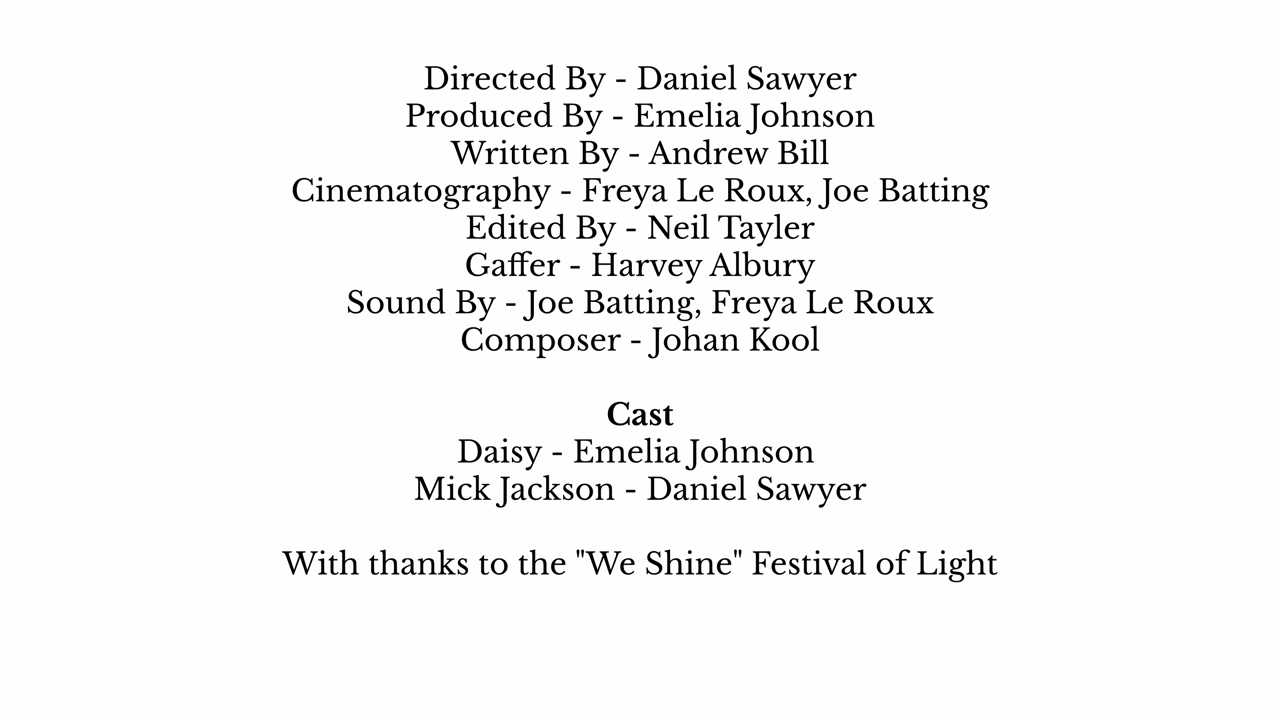 Directed By - Daniel Sawyer
Produced By - Emelia Johnson
Written By - Andrew Bill
Cinematography - Freya Le Roux, Joe Batting
Edited By - Neil Tayler
Gaffer - Harvey Albury
Sound By - Joe Batting, Freya Le Roux
Composer - Johan Kool
Cast
Daisy - Emelia Johnson
Mick Jackson - Daniel Sawyer
With thanks to the "We Shine" Festival of Light